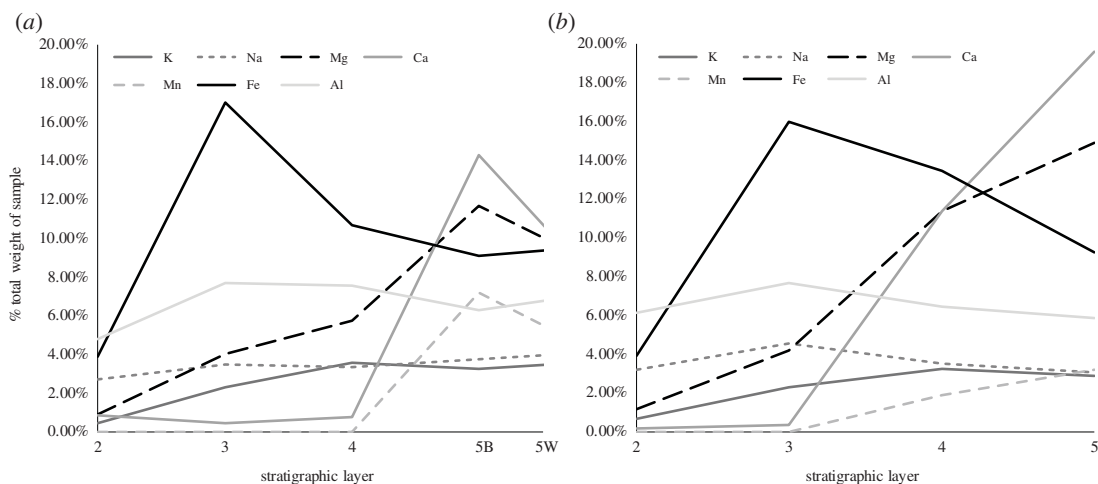 (a)
20.00%
18.00%
16.00%
14.00%
12.00%
10.00%
8.00%
6.00%
4.00%
2.00%
0.00%
% total weight of sample
K Na Mg Ca
Mn Fe Al
2 3 4 5B 5W
stratigraphic layer
(b)
20.00%
18.00%
16.00%
14.00%
12.00%
10.00%
8.00%
6.00%
4.00%
2.00%
0.00%
K Na Mg Ca
Mn Fe Al
2 3 4 5
stratigraphic layer